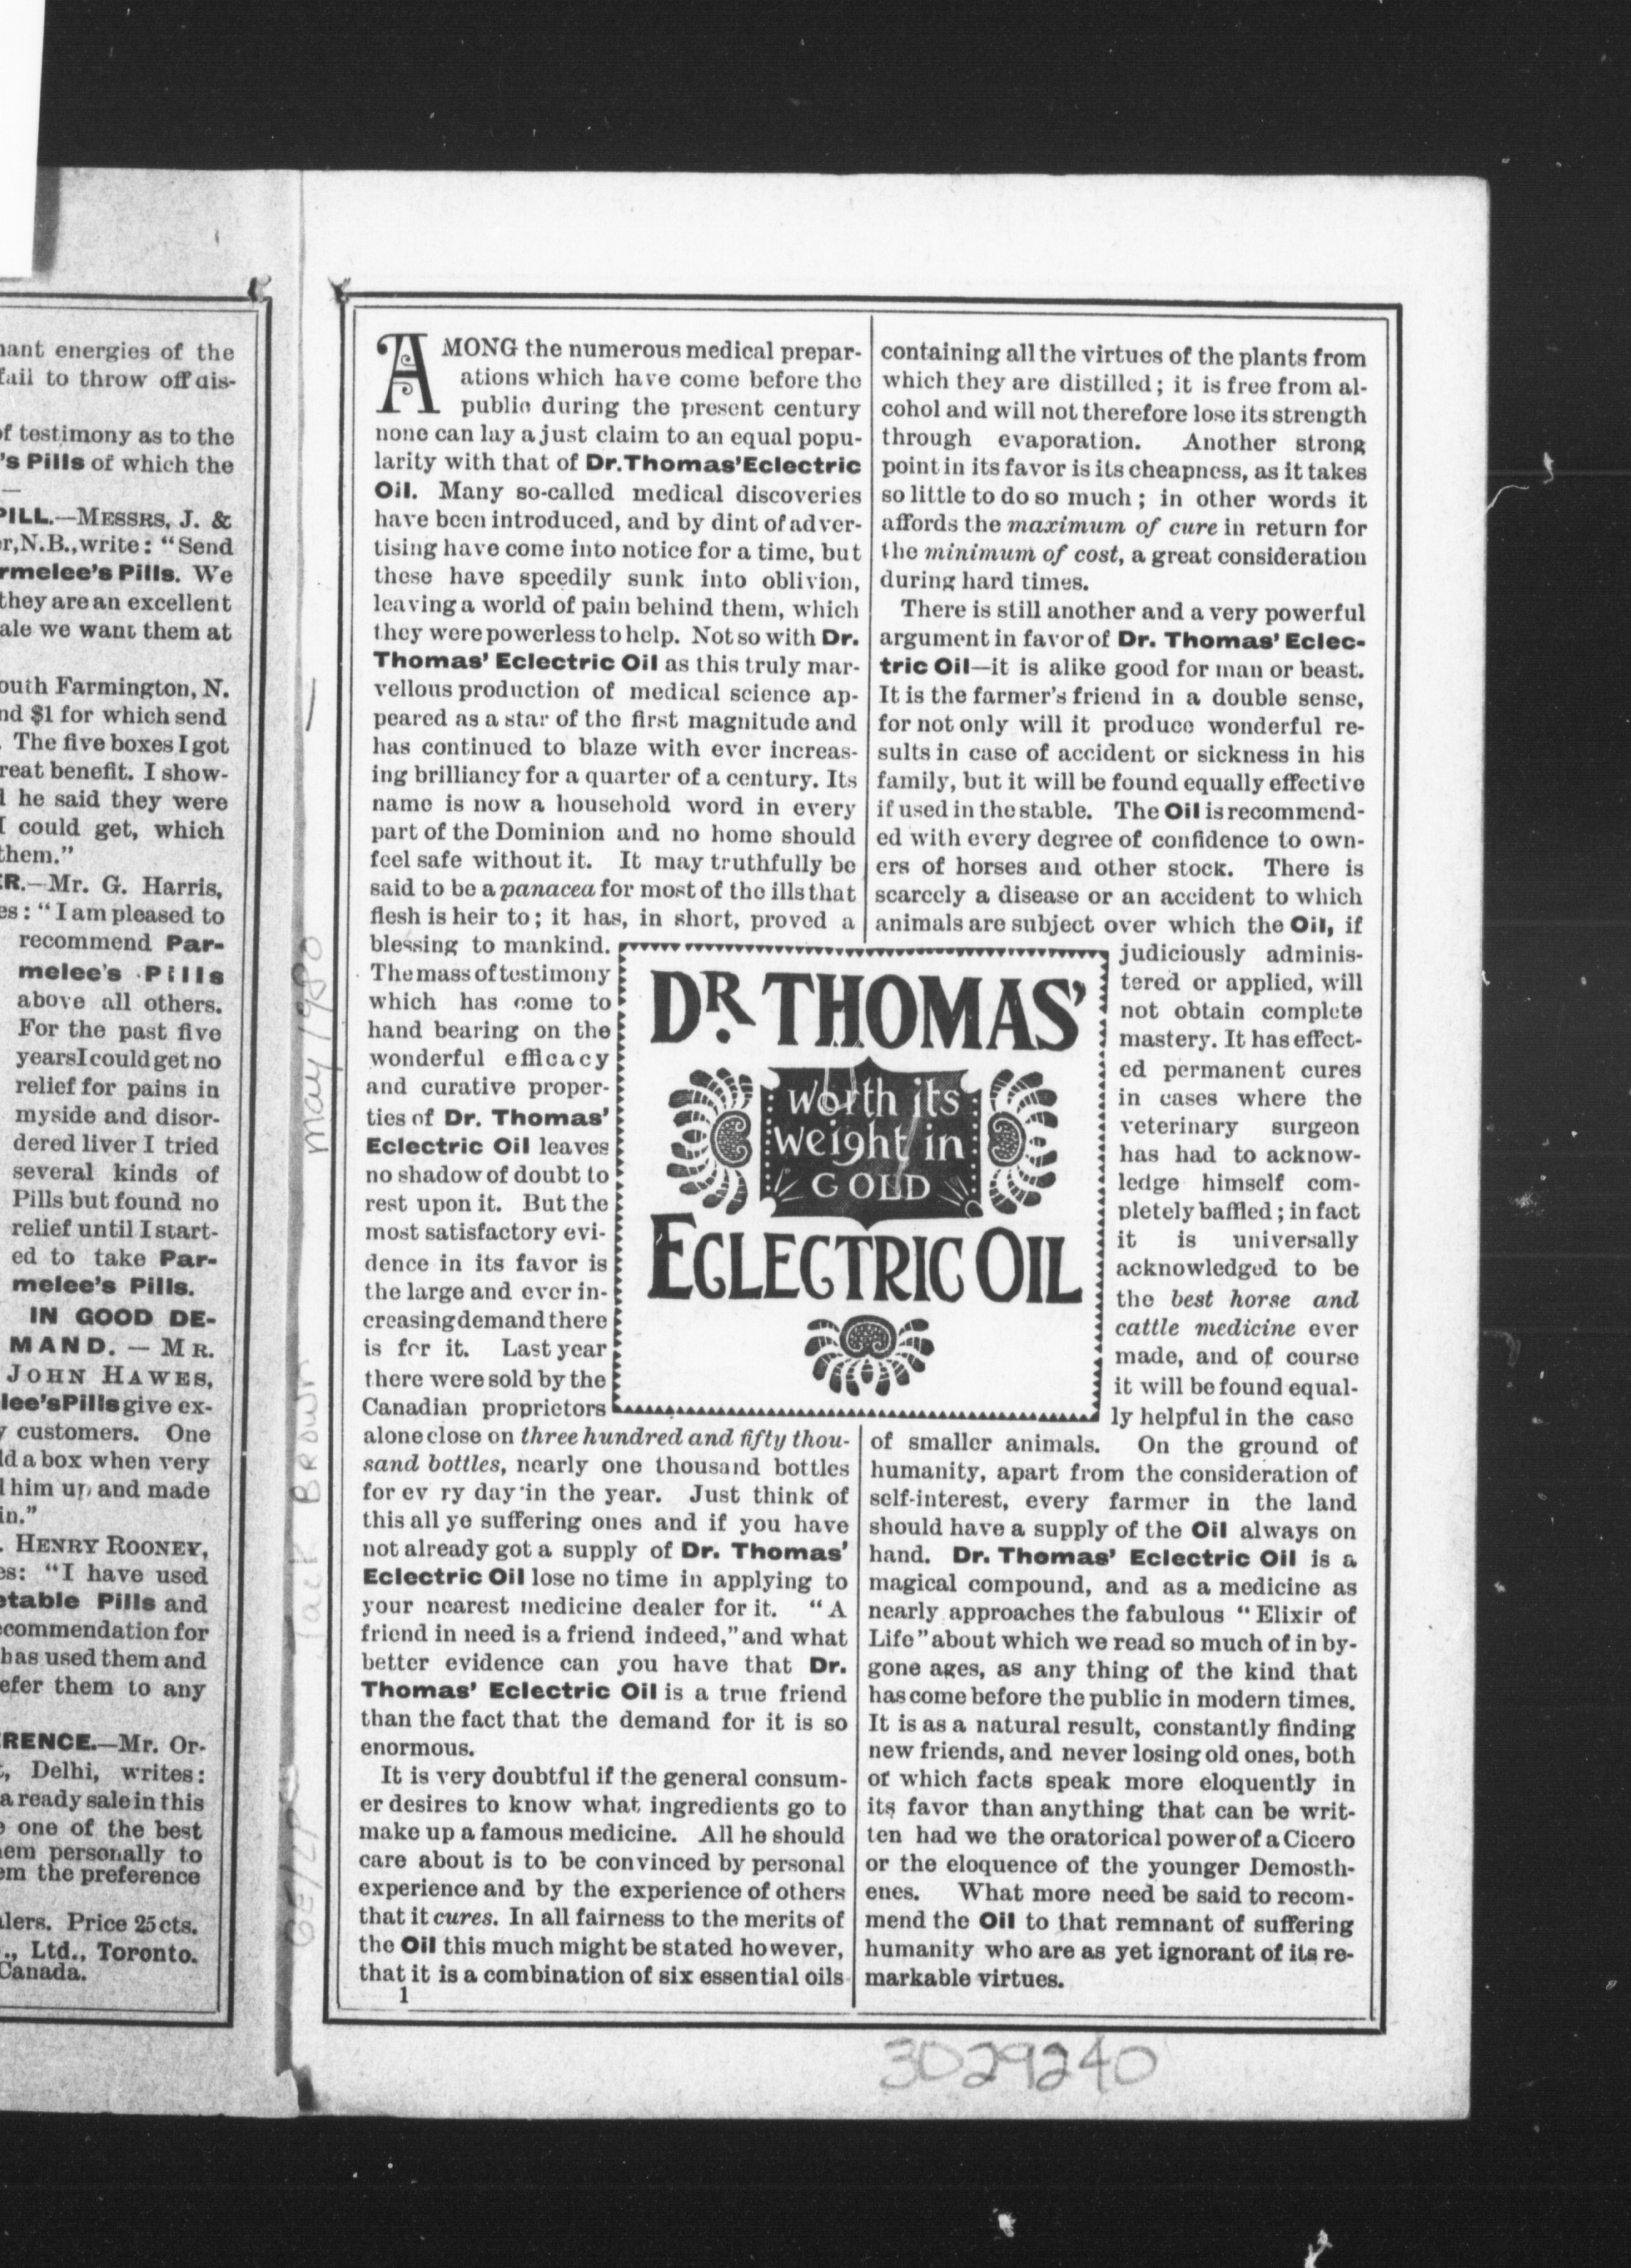 nant energies of the
fail to throw off dis-
of testimony as to the
's Pills of which the
PILL.—MESSRS, J. &
r,N.B.,write: "Send
rmelee's Pills. We
they are an excellent
ale we want them at
outh Farmington, N.
nd $1 for which send
. The five boxes I got
reat benefit. I show-
d he said they were
I could get, which
them."
ER.—Mr. G. Harris,
es: "I am pleased to
recommend Par-
melee's Pills
above all others.
For the past five
years I could get no
relief for pains in
my side and disor-
dered liver I tried
several kinds of
Pills but found no
relief until I start-
ed to take Par-
melee's Pills.
IN GOOD DE-
MAND. — MR.
JOHN HAWES,
lee's Pills give ex-
y customers. One
ld a box when very
l him up and made
in."
. HENRY ROONEY,
es: "I have used
etable Pills and
ecommendation for
has used them and
efer them to any
RENCE.—Mr. Or-
, Delhi, writes:
a ready sale in this
e one of the best
em personally to
em the preference
lers. Price 25 cts.
., Ltd., Toronto.
Canada.
Jack Brown
May 1980
AMONG the numerous medical prepar-
ations which have come before the
public during the present century
none can lay a just claim to an equal popu-
larity with that of Dr. Thomas' Eclectric
Oil. Many so-called medical discoveries
have been introduced, and by dint of adver-
tising have come into notice for a time, but
these have speedily sunk into oblivion,
leaving a world of pain behind them, which
they were powerless to help. Not so with Dr.
Thomas' Eclectric Oil as this truly mar-
vellous production of medical science ap-
peared as a star of the first magnitude and
has continued to blaze with ever increas-
ing brilliancy for a quarter of a century. Its
name is now a household word in every
part of the Dominion and no home should
feel safe without it. It may truthfully be
said to be a panacea for most of the ills that
flesh is heir to; it has, in short, proved a
blessing to mankind.
The mass of testimony
which has come to
hand bearing on the
wonderful efficacy
and curative proper-
ties of Dr. Thomas'
Eclectric Oil leaves
no shadow of doubt to
rest upon it. But the
most satisfactory evi-
dence in its favor is
the large and ever in-
creasing demand there
is for it. Last year
there were sold by the
Canadian proprietors
alone close on three hundred and fifty thou-
sand bottles, nearly one thousand bottles
for ev ry day in the year. Just think of
this all ye suffering ones and if you have
not already got a supply of Dr. Thomas'
Eclectric Oil lose no time in applying to
your nearest medicine dealer for it. "A
friend in need is a friend indeed," and what
better evidence can you have that Dr.
Thomas' Eclectric Oil is a true friend
than the fact that the demand for it is so
enormous.
It is very doubtful if the general consum-
er desires to know what ingredients go to
make up a famous medicine. All he should
care about is to be convinced by personal
experience and by the experience of others
that it cures. In all fairness to the merits of
the Oil this much might be stated however,
that it is a combination of six essential oils
1
DR. THOMAS'
Worth its
Weight in
GOLD
ECLECTRIC OIL
containing all the virtues of the plants from
which they are distilled; it is free from al-
cohol and will not therefore lose its strength
through evaporation. Another strong
point in its favor is its cheapness, as it takes
so little to do so much; in other words it
affords the maximum of cure in return for
the minimum of cost, a great consideration
during hard times.
There is still another and a very powerful
argument in favor of Dr. Thomas' Eclec-
tric Oil—it is alike good for man or beast.
It is the farmer's friend in a double sense,
for not only will it produce wonderful re-
sults in case of accident or sickness in his
family, but it will be found equally effective
if used in the stable. The Oil is recommend-
ed with every degree of confidence to own-
ers of horses and other stock. There is
scarcely a disease or an accident to which
animals are subject over which the Oil, if
judiciously adminis-
tered or applied, will
not obtain complete
mastery. It has effect-
ed permanent cures
in cases where the
veterinary surgeon
has had to acknow-
ledge himself com-
pletely baffled; in fact
it is universally
acknowledged to be
the best horse and
cattle medicine ever
made, and of course
it will be found equal-
ly helpful in the case
of smaller animals. On the ground of
humanity, apart from the consideration of
self-interest, every farmer in the land
should have a supply of the Oil always on
hand. Dr. Thomas' Eclectric Oil is a
magical compound, and as a medicine as
nearly approaches the fabulous "Elixir of
Life" about which we read so much of in by-
gone ages, as any thing of the kind that
has come before the public in modern times.
It is as a natural result, constantly finding
new friends, and never losing old ones, both
of which facts speak more eloquently in
its favor than anything that can be writ-
ten had we the oratorical power of a Cicero
or the eloquence of the younger Demosth-
enes. What more need be said to recom-
mend the Oil to that remnant of suffering
humanity who are as yet ignorant of its re-
markable virtues.
3029240